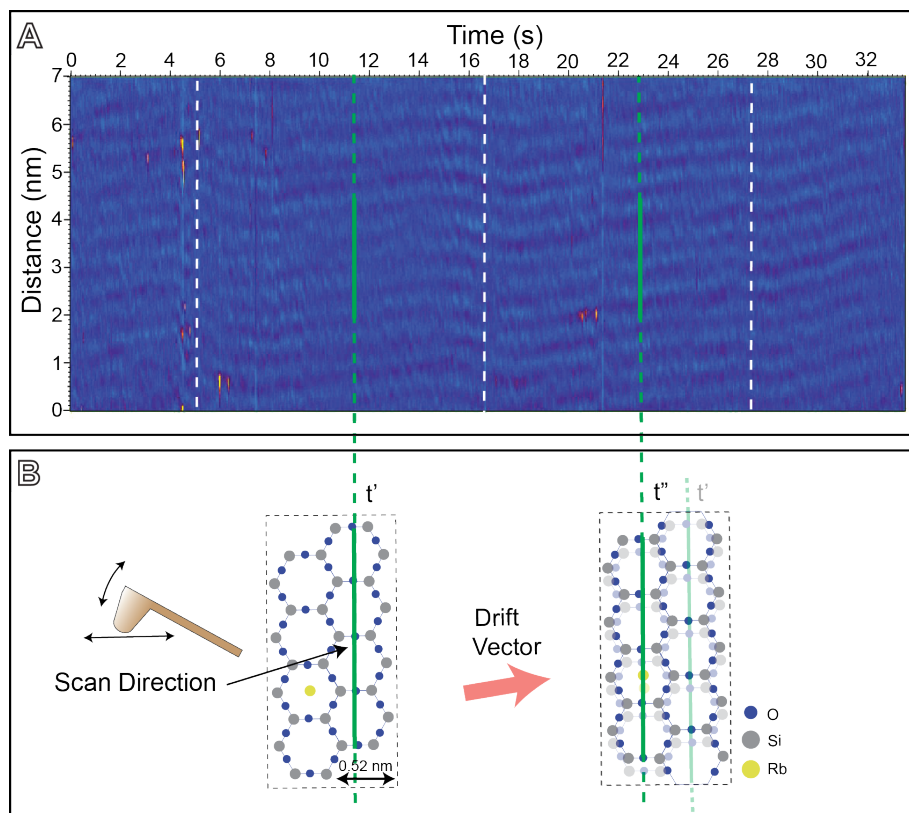 A
Time (s)
0 2 4 6 8 10 12 14 16 18 20 22 24 26 28 30 32
Distance (nm)
7
6
5
4
3
2
1
0
B
t’
t” t’
Drift
Vector
Scan Direction
0.52 nm
O
Si
Rb